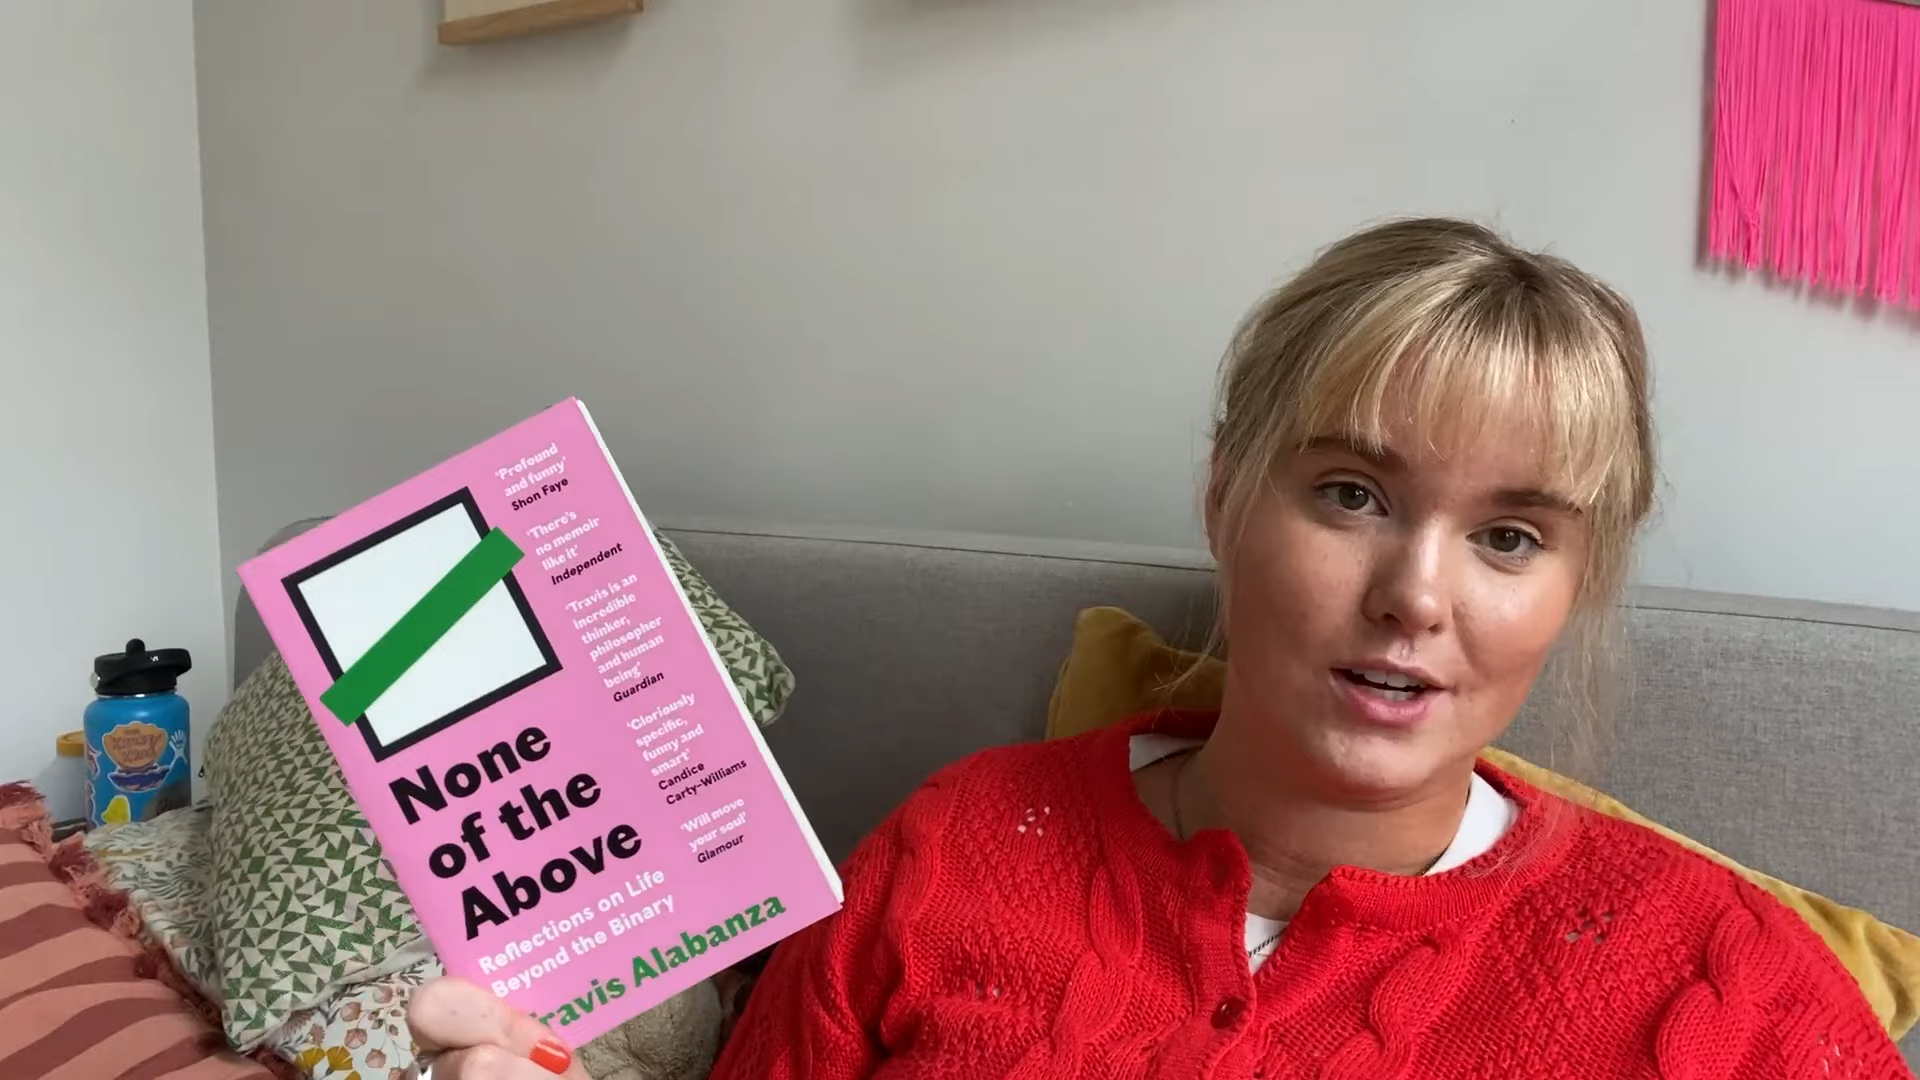 'Profound
and funny'
Shon Faye
'There's
no memoir
like it'
Independent
'Travis is an
incredible
thinker,
philosopher
and human
being'
Guardian
'Gloriously
specific,
funny and
smart'
Candice
Carty-Williams
'Will move
your soul'
Glamour
None
of the
Above
Reflections on Life
Beyond the Binary
Travis Alabanza